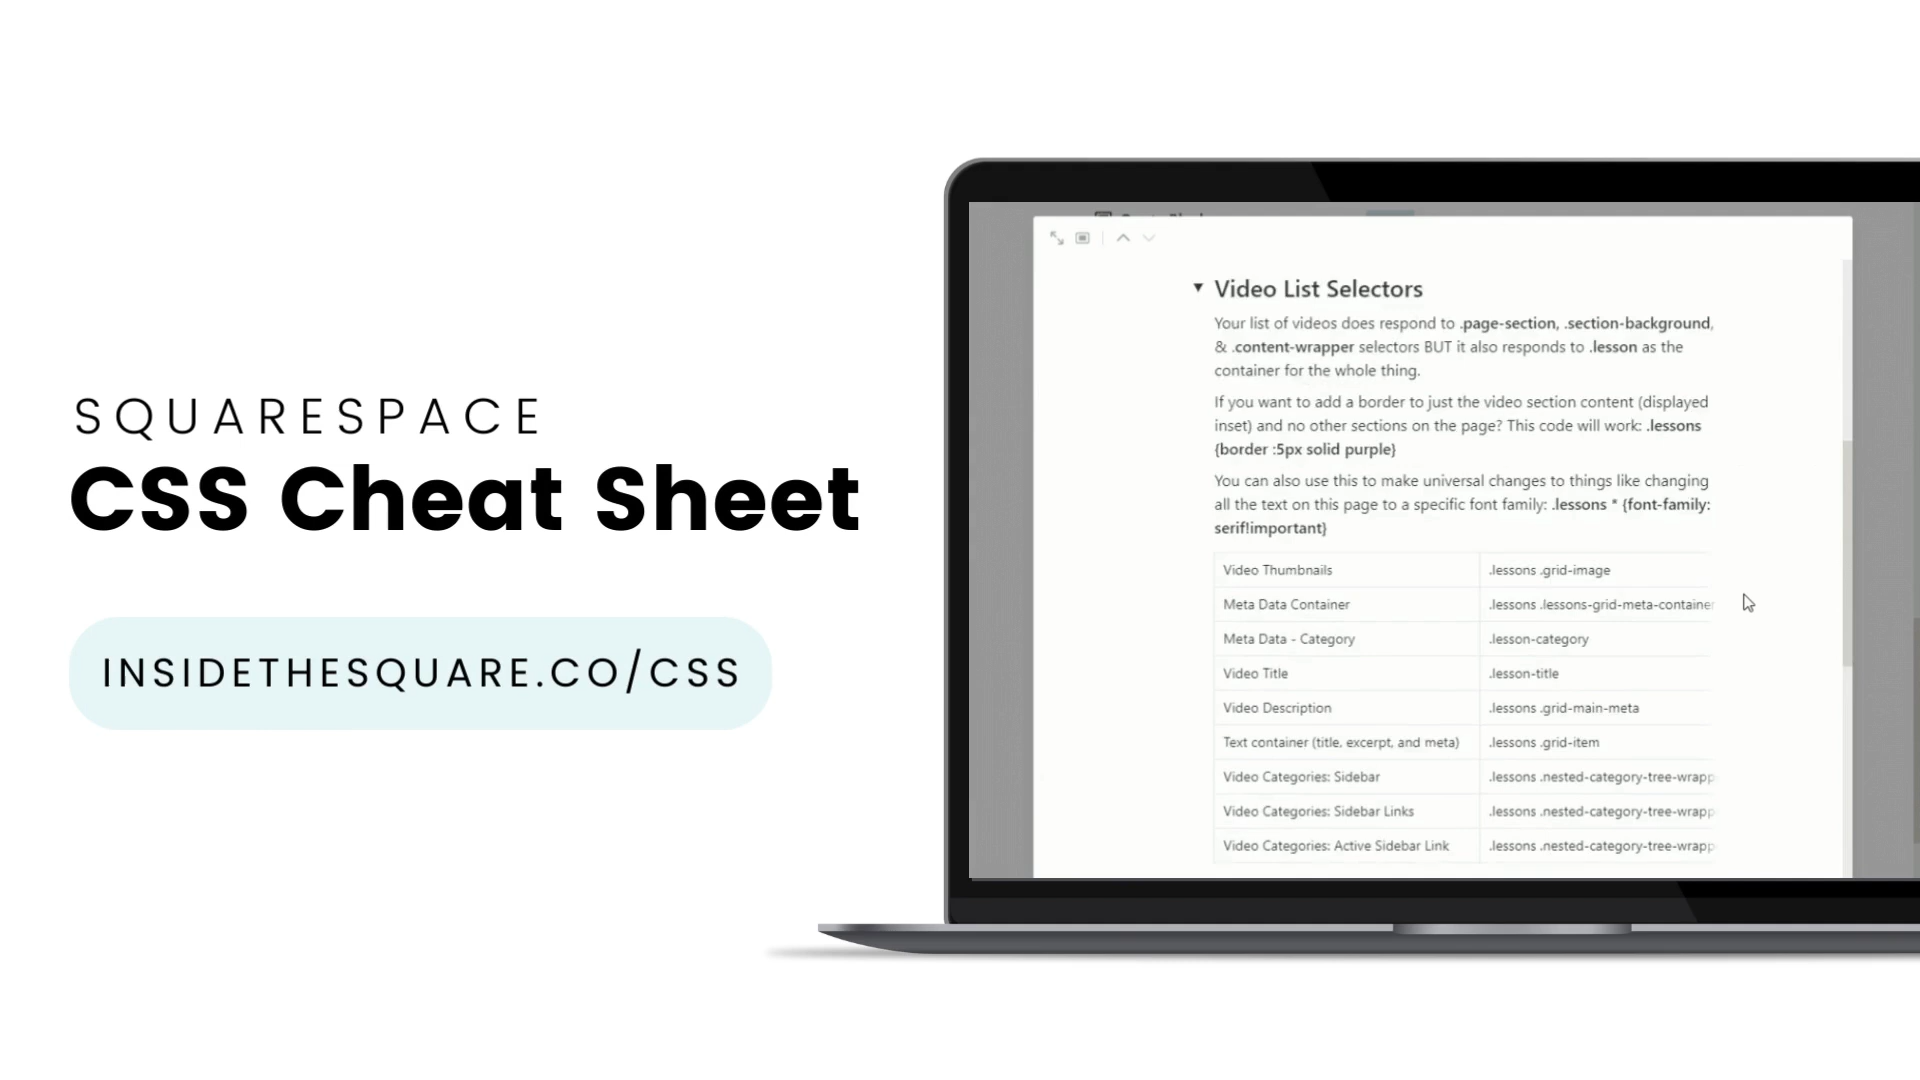 SQUARESPACE
CSS Cheat Sheet
INSIDETHESQUARE.CO/CSS
Video List Selectors
Your list of videos does respond to .page-section, .section-background,
& .content-wrapper selectors BUT it also responds to .lesson as the
container for the whole thing.
If you want to add a border to just the video section content (displayed
inset) and no other sections on the page? This code will work: .lessons
{border :5px solid purple}
You can also use this to make universal changes to things like changing
all the text on this page to a specific font family: .lessons * {font-family:
serif!important}
Video Thumbnails .lessons .grid-image
Meta Data Container .lessons .lessons-grid-meta-container
Meta Data - Category .lesson-category
Video Title .lesson-title
Video Description .lessons .grid-main-meta
Text container (title, excerpt, and meta) .lessons .grid-item
Video Categories: Sidebar .lessons .nested-category-tree-wrapp
Video Categories: Sidebar Links .lessons .nested-category-tree-wrapp
Video Categories: Active Sidebar Link .lessons .nested-category-tree-wrapp